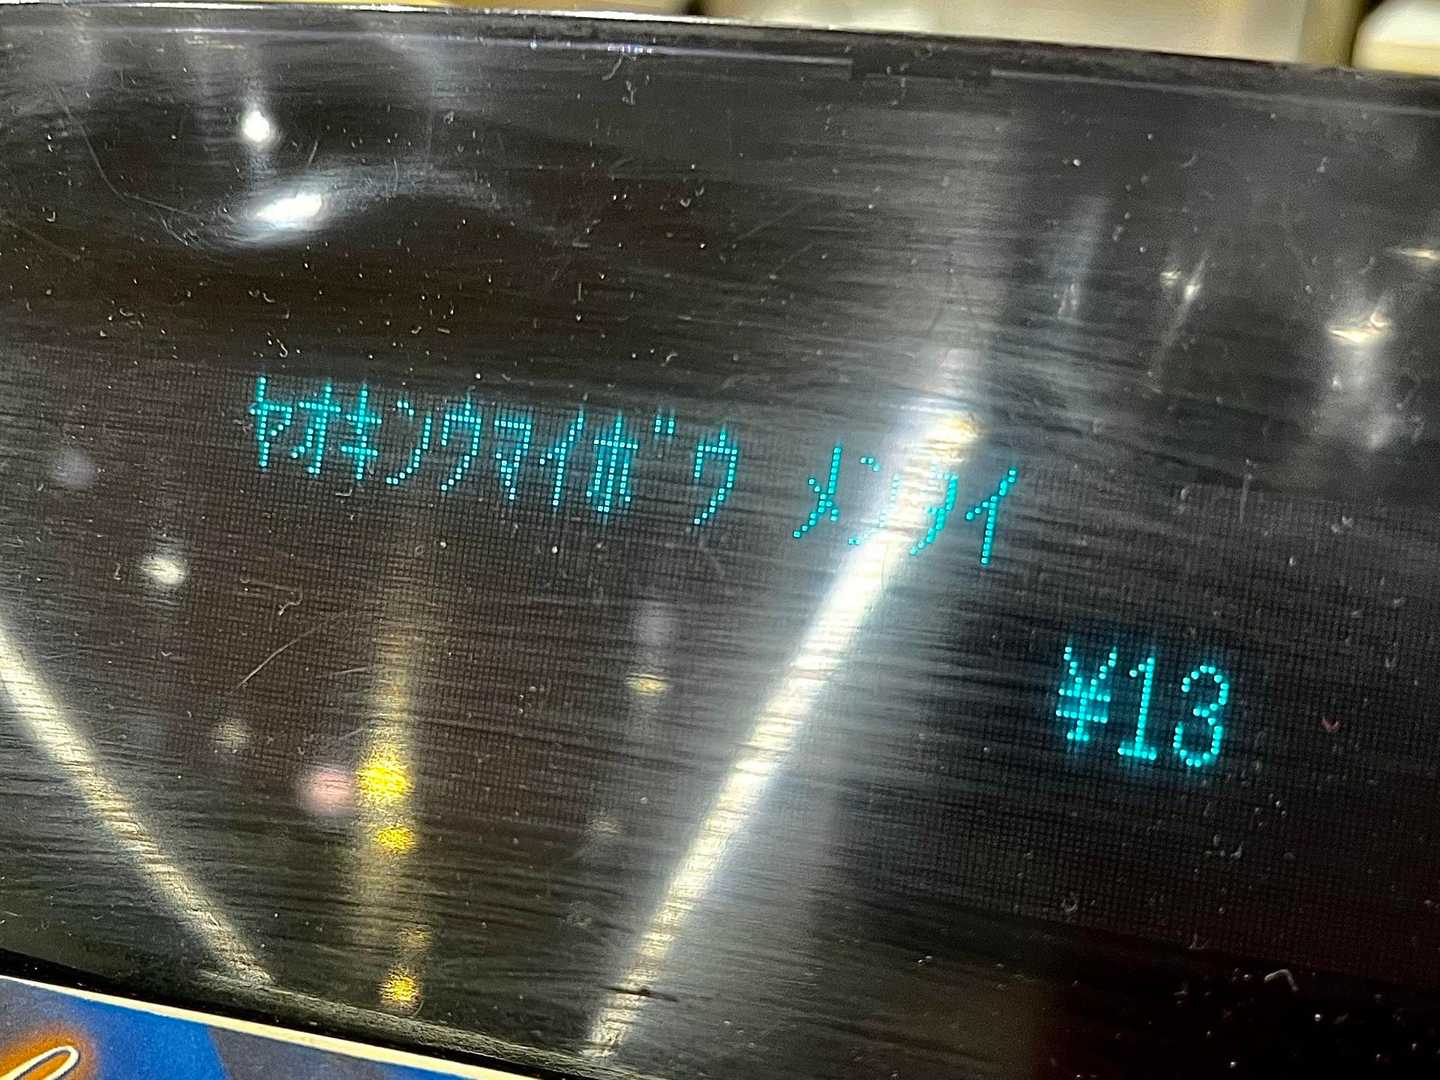 ﾔｵｷﾝｳﾏｲﾎﾞｳ ﾒﾝﾀｲ
¥13